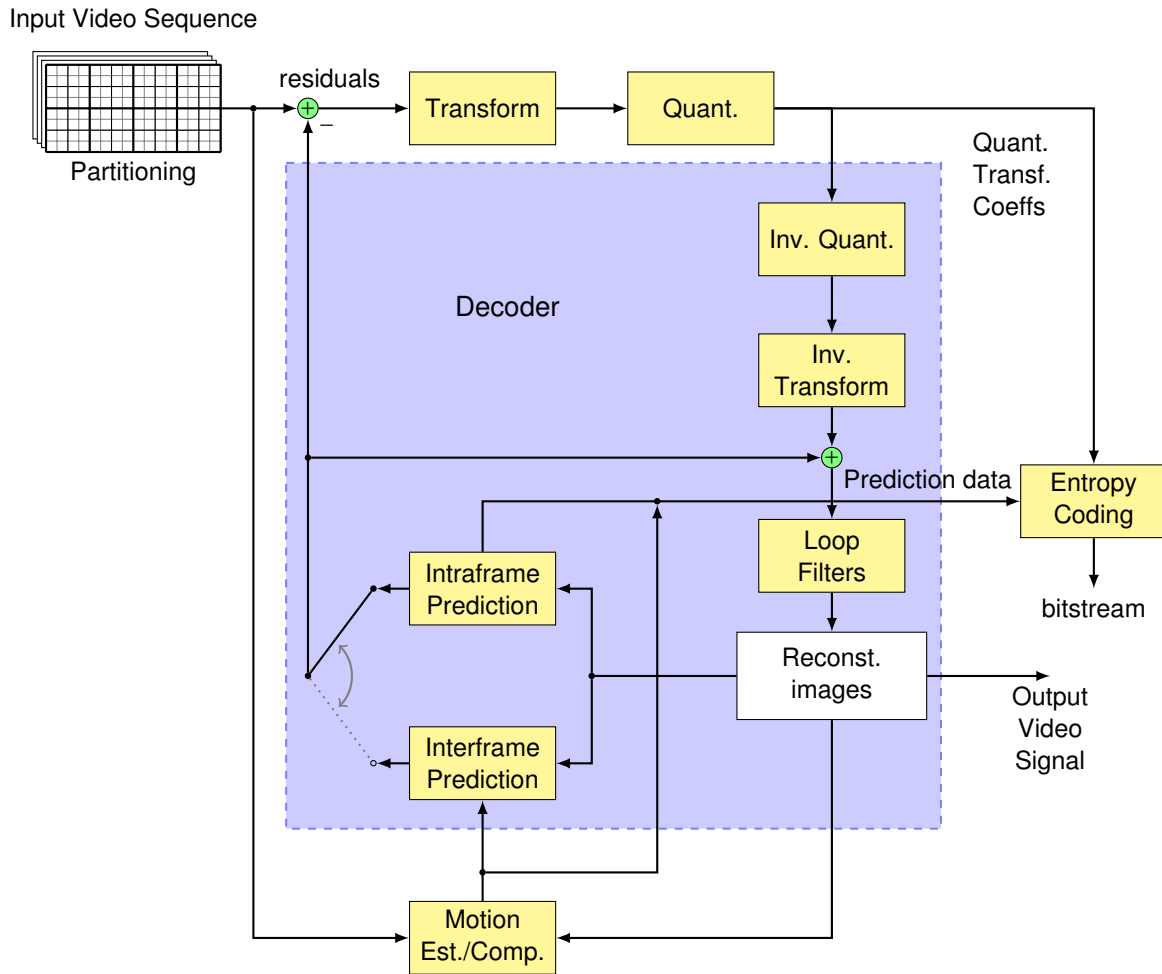 Input Video Sequence
residuals
Transform
Quant.
+
−
Partitioning
Quant.
Transf.
Coeffs
Inv. Quant.
Decoder
Inv.
Transform
+
Prediction data
Entropy
Coding
Loop
Filters
Intraframe
Prediction
bitstream
Reconst.
images
Output
Video
Signal
Interframe
Prediction
Motion
Est./Comp.